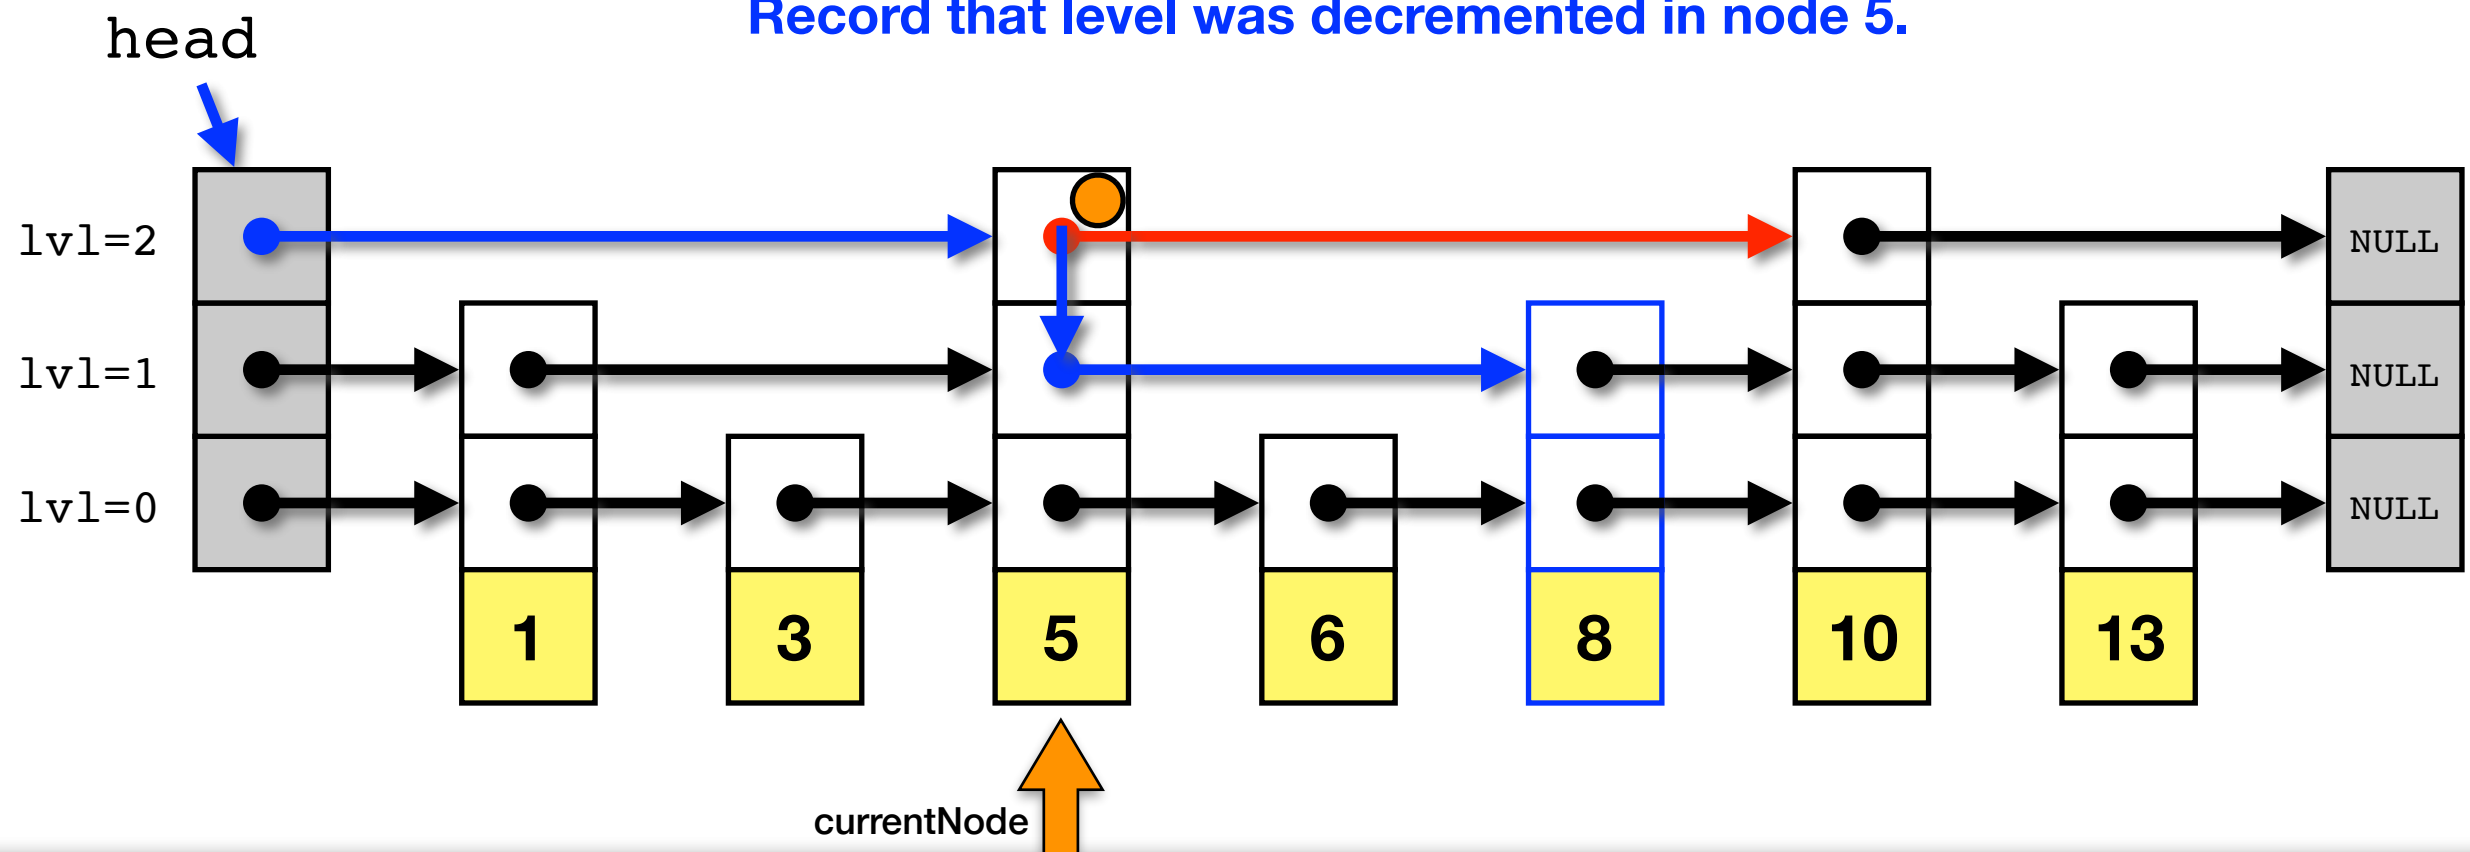 Record that level was decremented in node 5.
head
lvl=2
NULL
lvl=1
NULL
lvl=0
NULL
1 3 5 6 8 10 13
currentNode